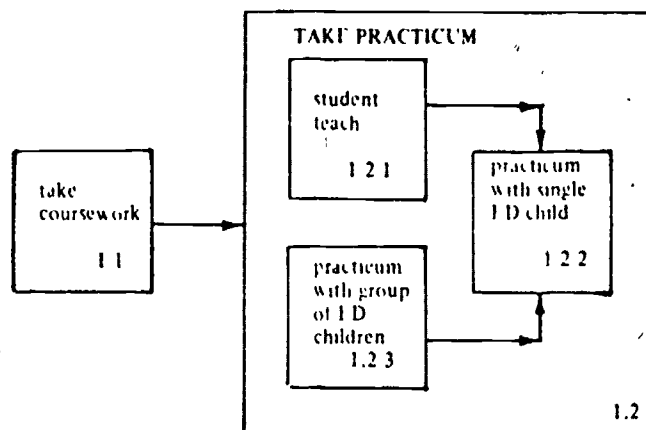 TAKE PRACTICUM
student
teach
1 2 1
take
coursework
1 1
practicum
with single
child
1 2 2
practicum
with group
of
children
1.2 3
1.2